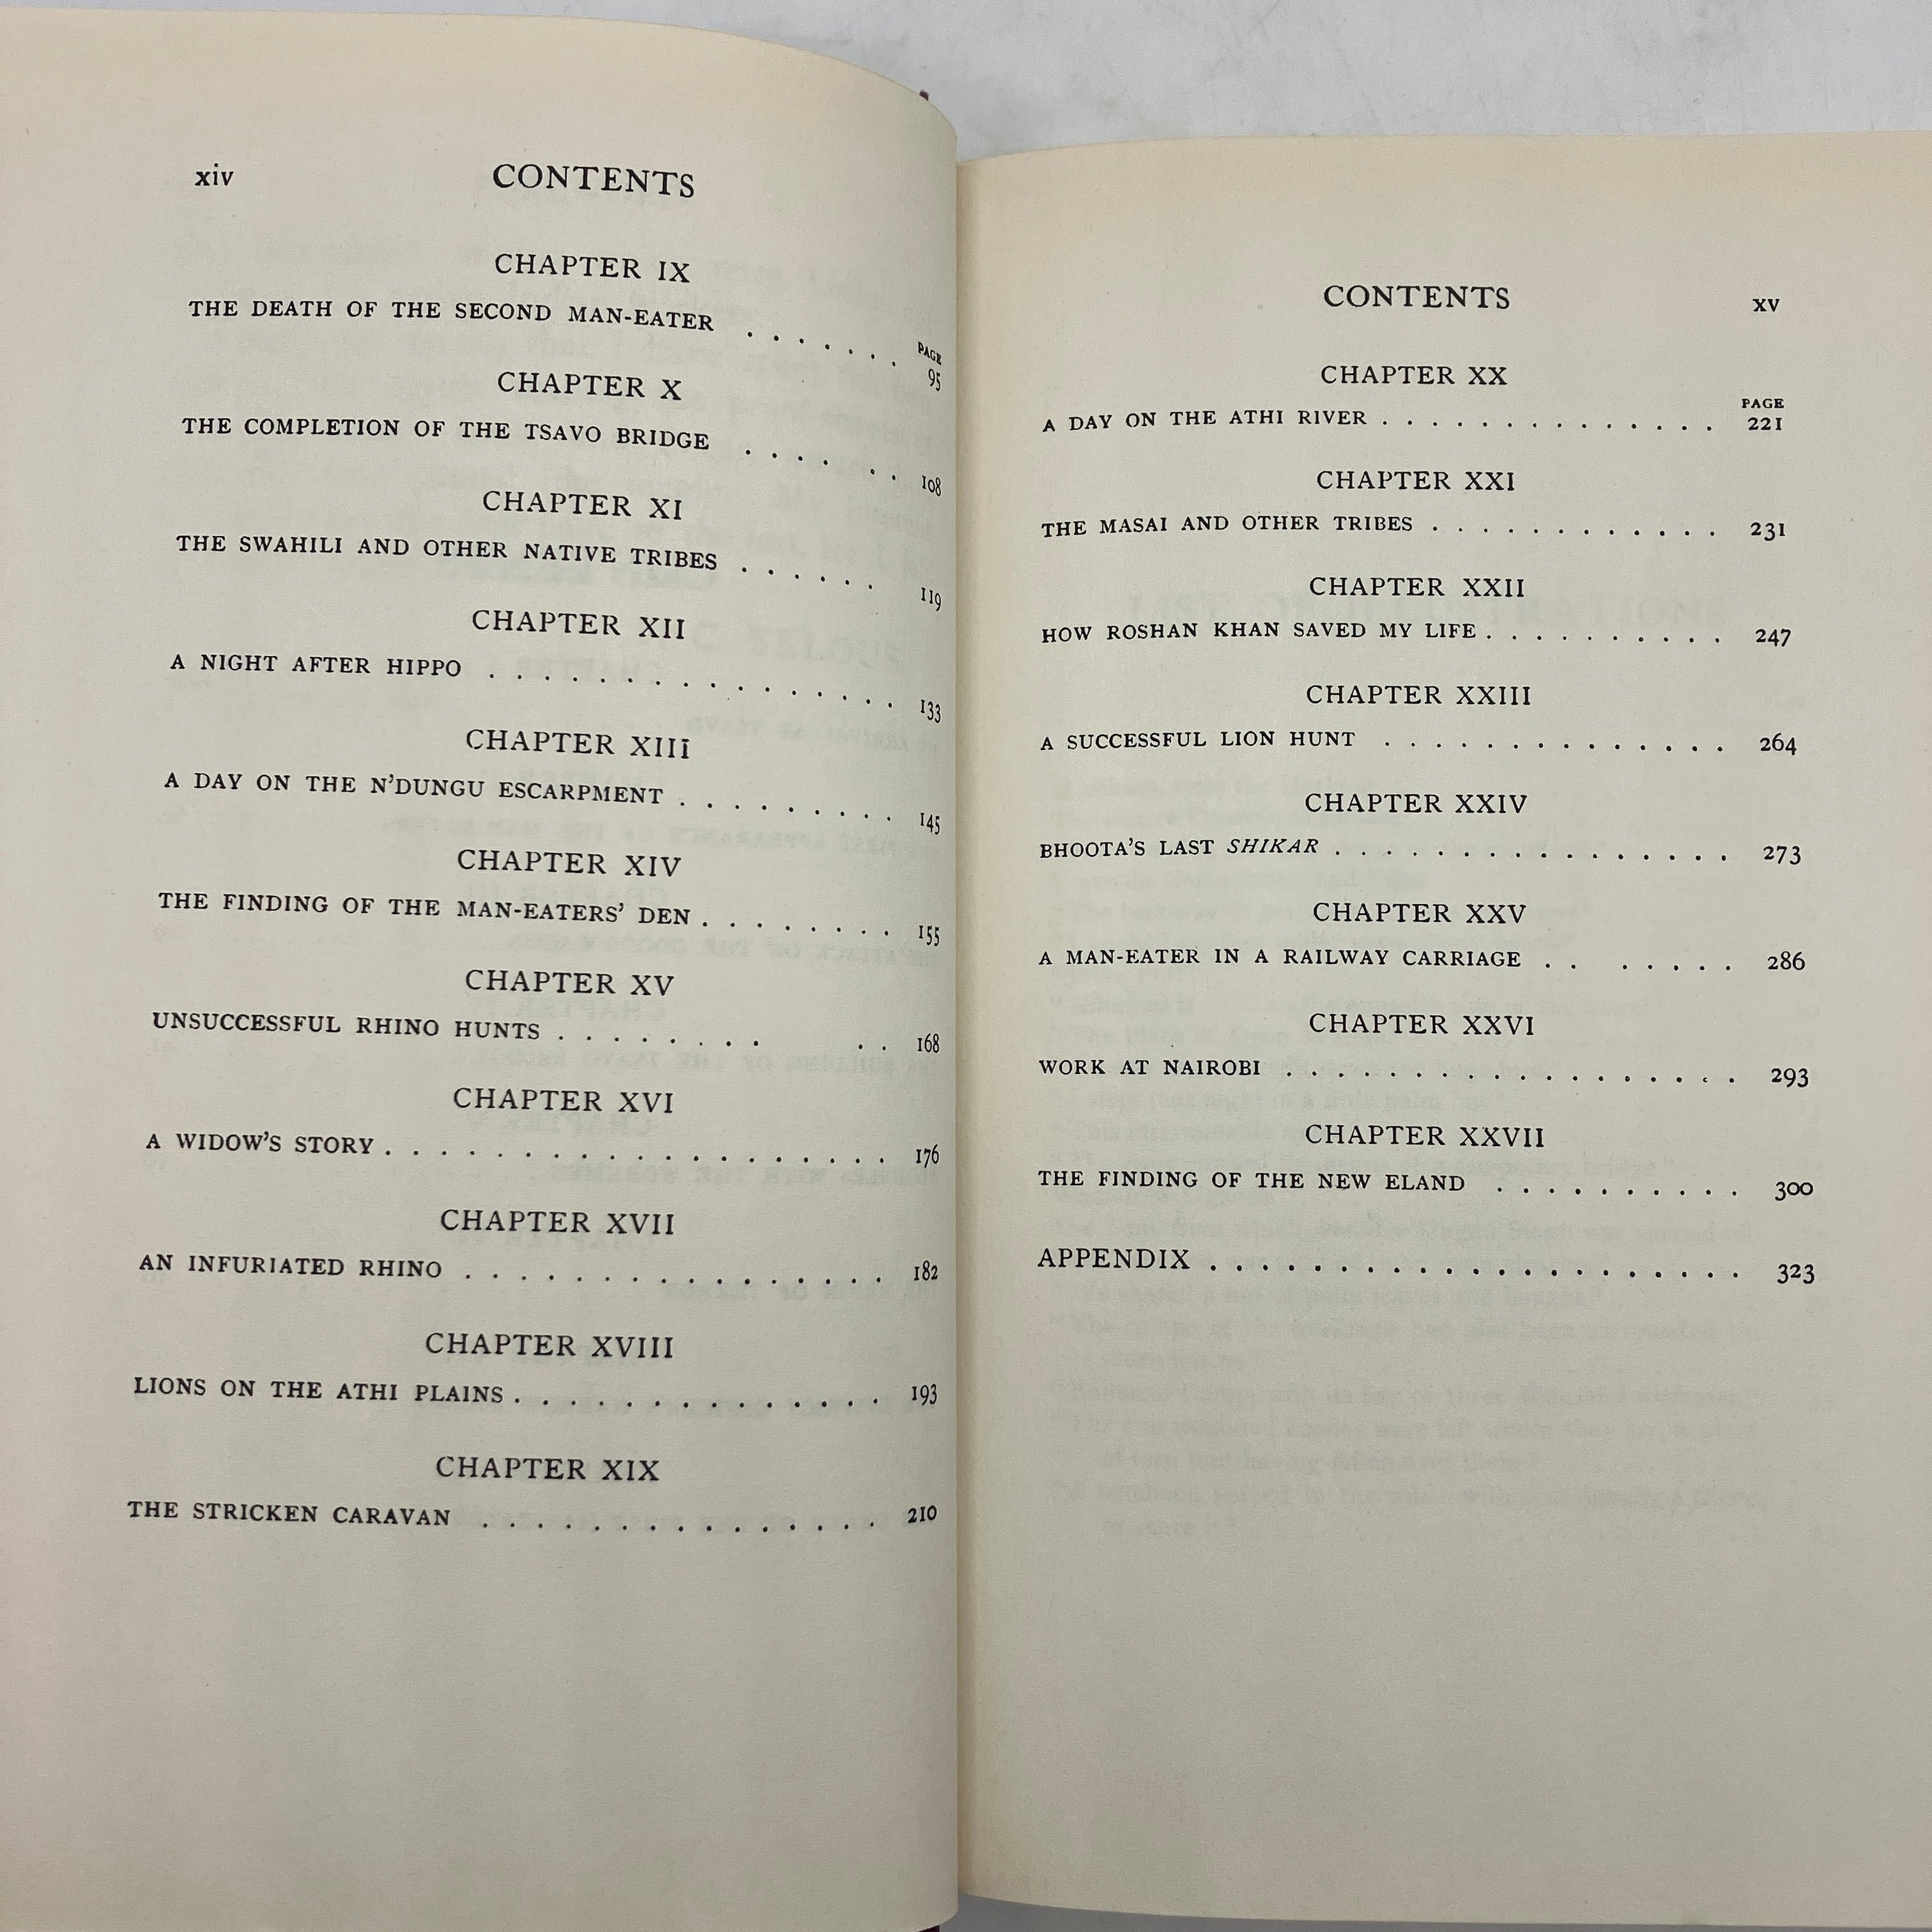 xiv CONTENTS
CHAPTER IX
PAGE
THE DEATH OF THE SECOND MAN-EATER . . . . . . . 95
CHAPTER X
THE COMPLETION OF THE TSAVO BRIDGE . . . . . . 108
CHAPTER XI
THE SWAHILI AND OTHER NATIVE TRIBES . . . . . . 119
CHAPTER XII
A NIGHT AFTER HIPPO . . . . . . . . . . . . . . . 133
CHAPTER XIII
A DAY ON THE N'DUNGU ESCARPMENT . . . . . . . . . 145
CHAPTER XIV
THE FINDING OF THE MAN-EATERS' DEN . . . . . . . . 155
CHAPTER XV
UNSUCCESSFUL RHINO HUNTS . . . . . . . . . . 168
CHAPTER XVI
A WIDOW'S STORY . . . . . . . . . . . . . . . . . . . 176
CHAPTER XVII
AN INFURIATED RHINO . . . . . . . . . . . . . . . . 182
CHAPTER XVIII
LIONS ON THE ATHI PLAINS . . . . . . . . . . . . . . 193
CHAPTER XIX
THE STRICKEN CARAVAN . . . . . . . . . . . . . . . 210
CONTENTS xv
CHAPTER XX
PAGE
A DAY ON THE ATHI RIVER . . . . . . . . . . . . . . 221
CHAPTER XXI
THE MASAI AND OTHER TRIBES . . . . . . . . . . . . 231
CHAPTER XXII
HOW ROSHAN KHAN SAVED MY LIFE . . . . . . . . . . 247
CHAPTER XXIII
A SUCCESSFUL LION HUNT . . . . . . . . . . . . . . 264
CHAPTER XXIV
BHOOTA'S LAST SHIKAR . . . . . . . . . . . . . . . . 273
CHAPTER XXV
A MAN-EATER IN A RAILWAY CARRIAGE . . . . . . . 286
CHAPTER XXVI
WORK AT NAIROBI . . . . . . . . . . . . . . . . . . 293
CHAPTER XXVII
THE FINDING OF THE NEW ELAND . . . . . . . . . . 300
APPENDIX . . . . . . . . . . . . . . . . . . . . . 323